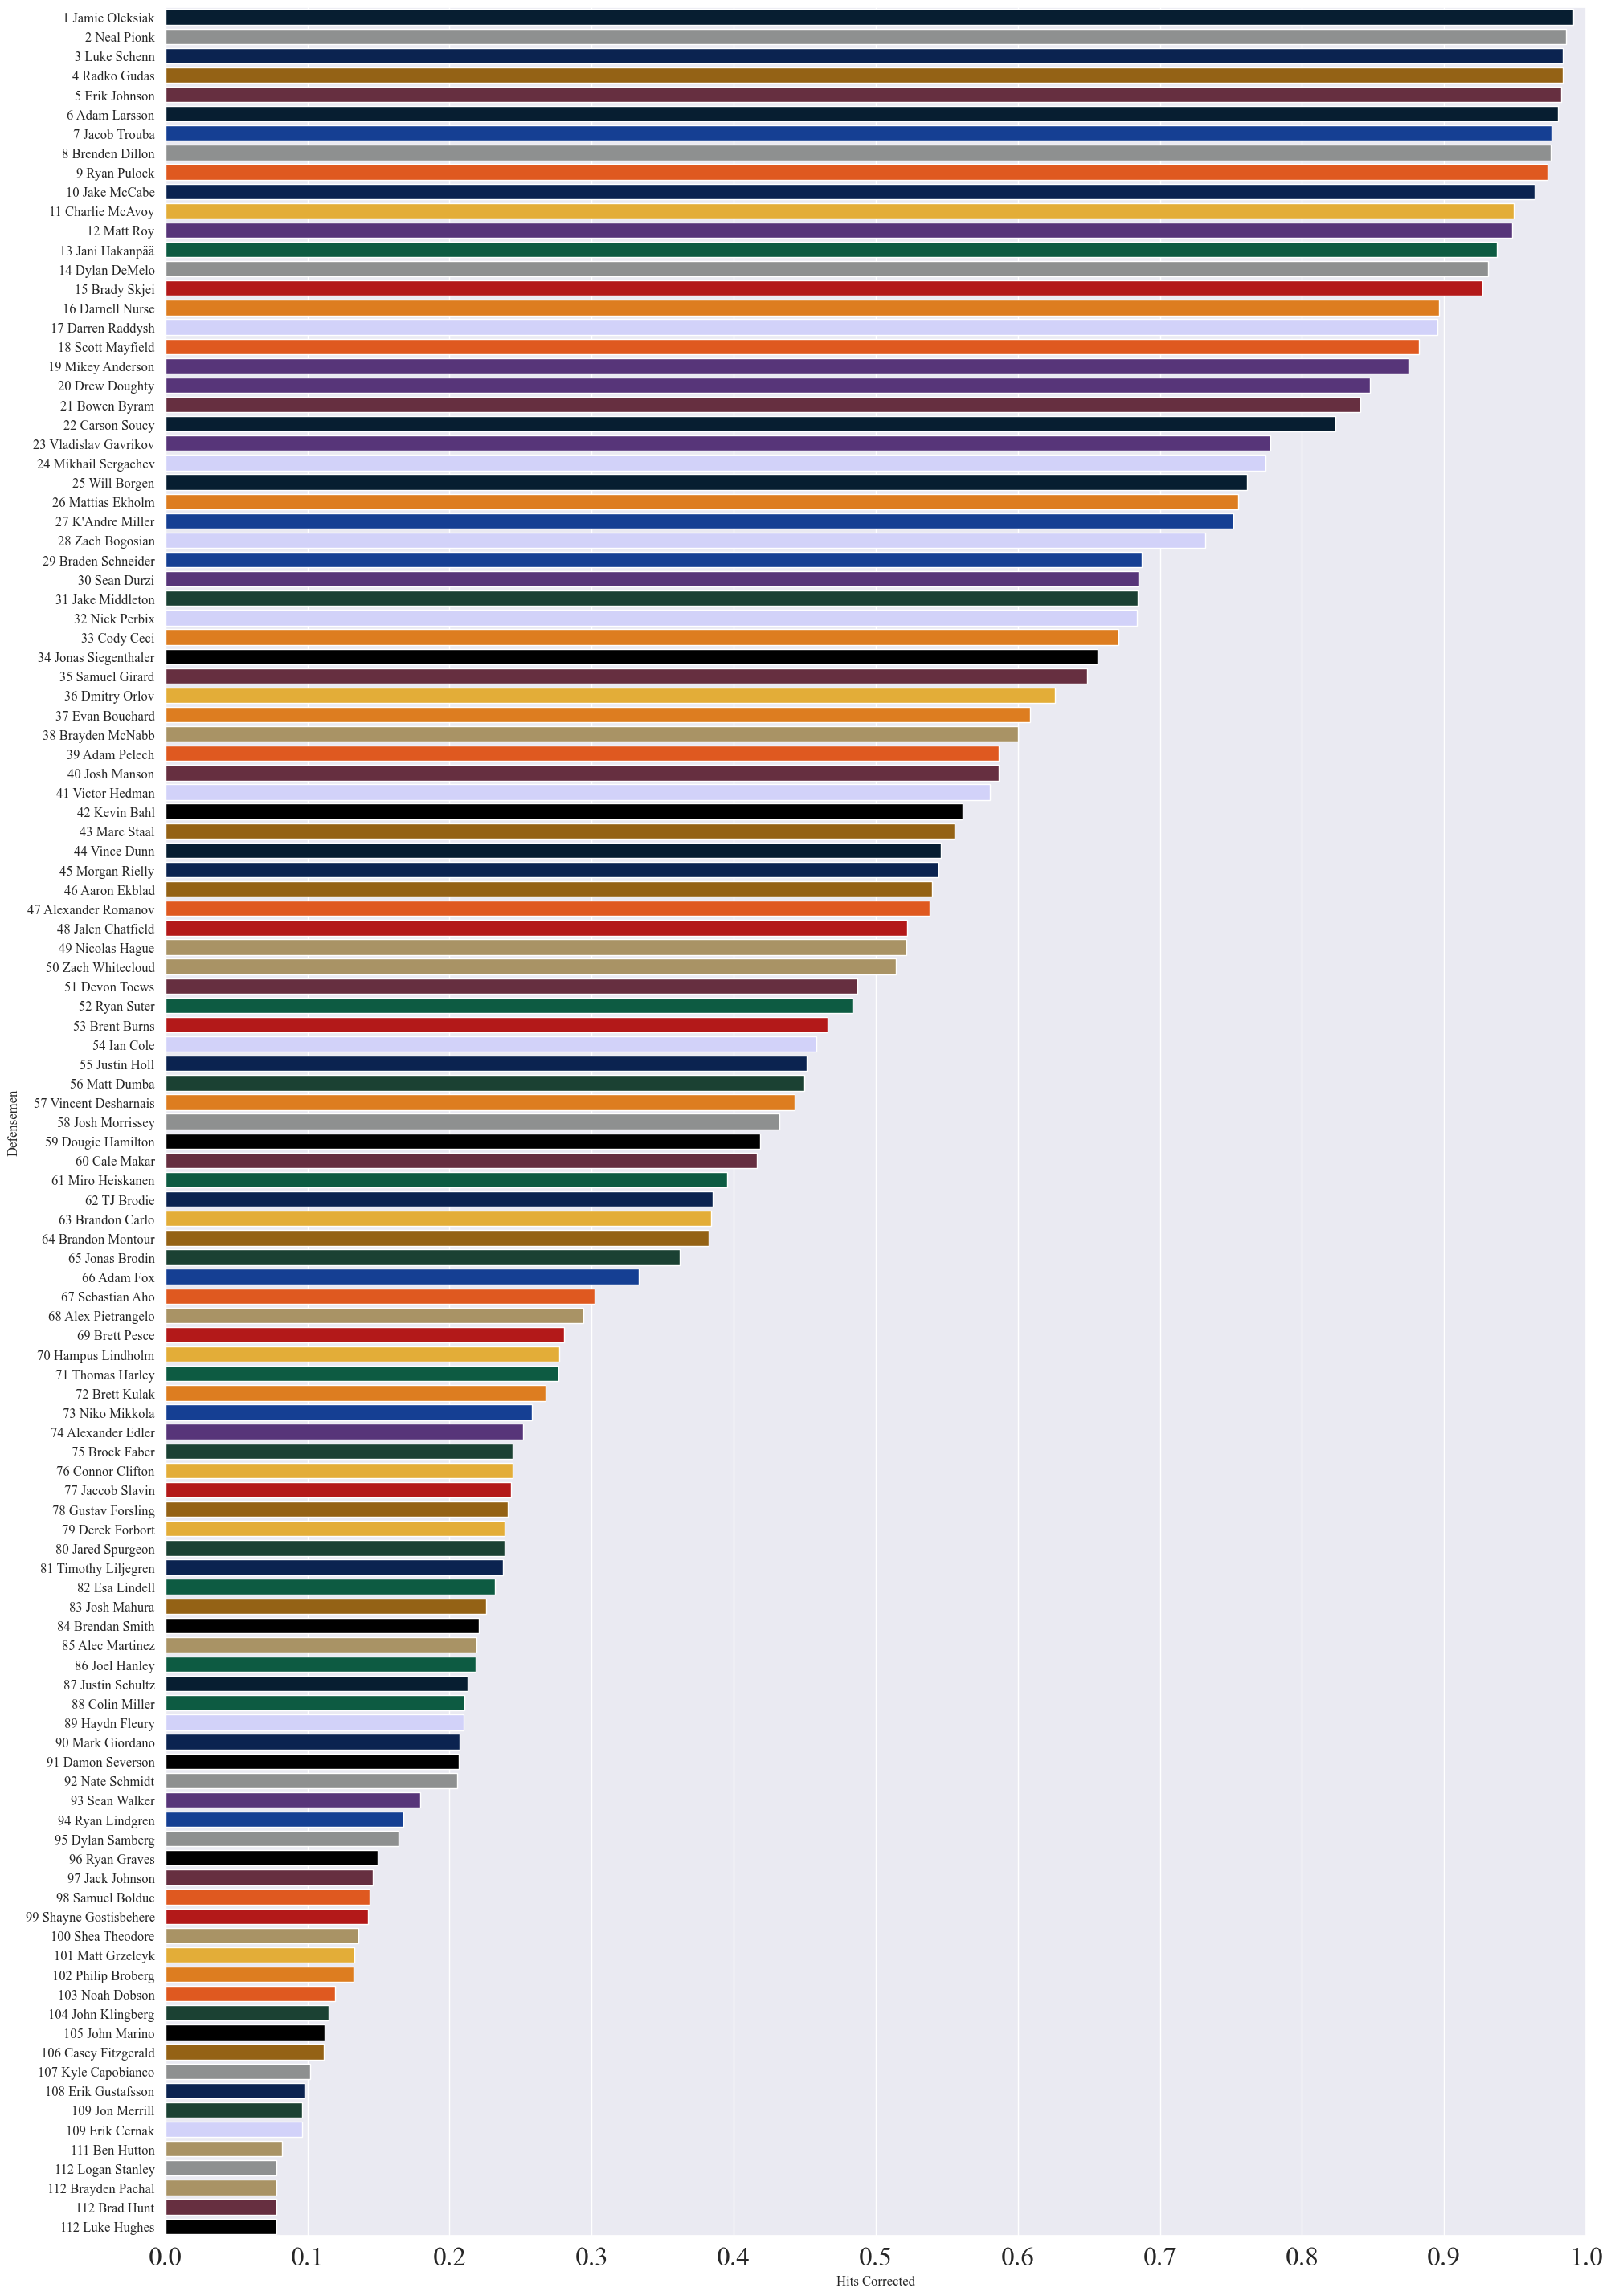 1 Jamie Oleksiak
2 Neal Pionk
3 Luke Schenn
4 Radko Gudas
5 Erik Johnson
6 Adam Larsson
7 Jacob Trouba
8 Brenden Dillon
9 Ryan Pulock
10 Jake McCabe
11 Charlie McAvoy
12 Matt Roy
13 Jani Hakanpää
14 Dylan DeMelo
15 Brady Skjei
16 Darnell Nurse
17 Darren Raddysh
18 Scott Mayfield
19 Mikey Anderson
20 Drew Doughty
21 Bowen Byram
22 Carson Soucy
23 Vladislav Gavrikov
24 Mikhail Sergachev
25 Will Borgen
26 Mattias Ekholm
27 K'Andre Miller
28 Zach Bogosian
29 Braden Schneider
30 Sean Durzi
31 Jake Middleton
32 Nick Perbix
33 Cody Ceci
34 Jonas Siegenthaler
35 Samuel Girard
36 Dmitry Orlov
37 Evan Bouchard
38 Brayden McNabb
39 Adam Pelech
40 Josh Manson
41 Victor Hedman
42 Kevin Bahl
43 Marc Staal
44 Vince Dunn
45 Morgan Rielly
46 Aaron Ekblad
47 Alexander Romanov
48 Jalen Chatfield
49 Nicolas Hague
50 Zach Whitecloud
51 Devon Toews
52 Ryan Suter
53 Brent Burns
54 Ian Cole
55 Justin Holl
56 Matt Dumba
57 Vincent Desharnais
58 Josh Morrissey
59 Dougie Hamilton
60 Cale Makar
61 Miro Heiskanen
62 TJ Brodie
63 Brandon Carlo
64 Brandon Montour
65 Jonas Brodin
66 Adam Fox
67 Sebastian Aho
68 Alex Pietrangelo
69 Brett Pesce
70 Hampus Lindholm
71 Thomas Harley
72 Brett Kulak
73 Niko Mikkola
74 Alexander Edler
75 Brock Faber
76 Connor Clifton
77 Jaccob Slavin
78 Gustav Forsling
79 Derek Forbort
80 Jared Spurgeon
81 Timothy Liljegren
82 Esa Lindell
83 Josh Mahura
84 Brendan Smith
85 Alec Martinez
86 Joel Hanley
87 Justin Schultz
88 Colin Miller
89 Haydn Fleury
90 Mark Giordano
91 Damon Severson
92 Nate Schmidt
93 Sean Walker
94 Ryan Lindgren
95 Dylan Samberg
96 Ryan Graves
97 Jack Johnson
98 Samuel Bolduc
99 Shayne Gostisbehere
100 Shea Theodore
101 Matt Grzelcyk
102 Philip Broberg
103 Noah Dobson
104 John Klingberg
105 John Marino
106 Casey Fitzgerald
107 Kyle Capobianco
108 Erik Gustafsson
109 Jon Merrill
109 Erik Cernak
111 Ben Hutton
112 Logan Stanley
112 Brayden Pachal
112 Brad Hunt
112 Luke Hughes
Defensemen
0.0 0.1 0.2 0.3 0.4 0.5 0.6 0.7 0.8 0.9 1.0
Hits Corrected